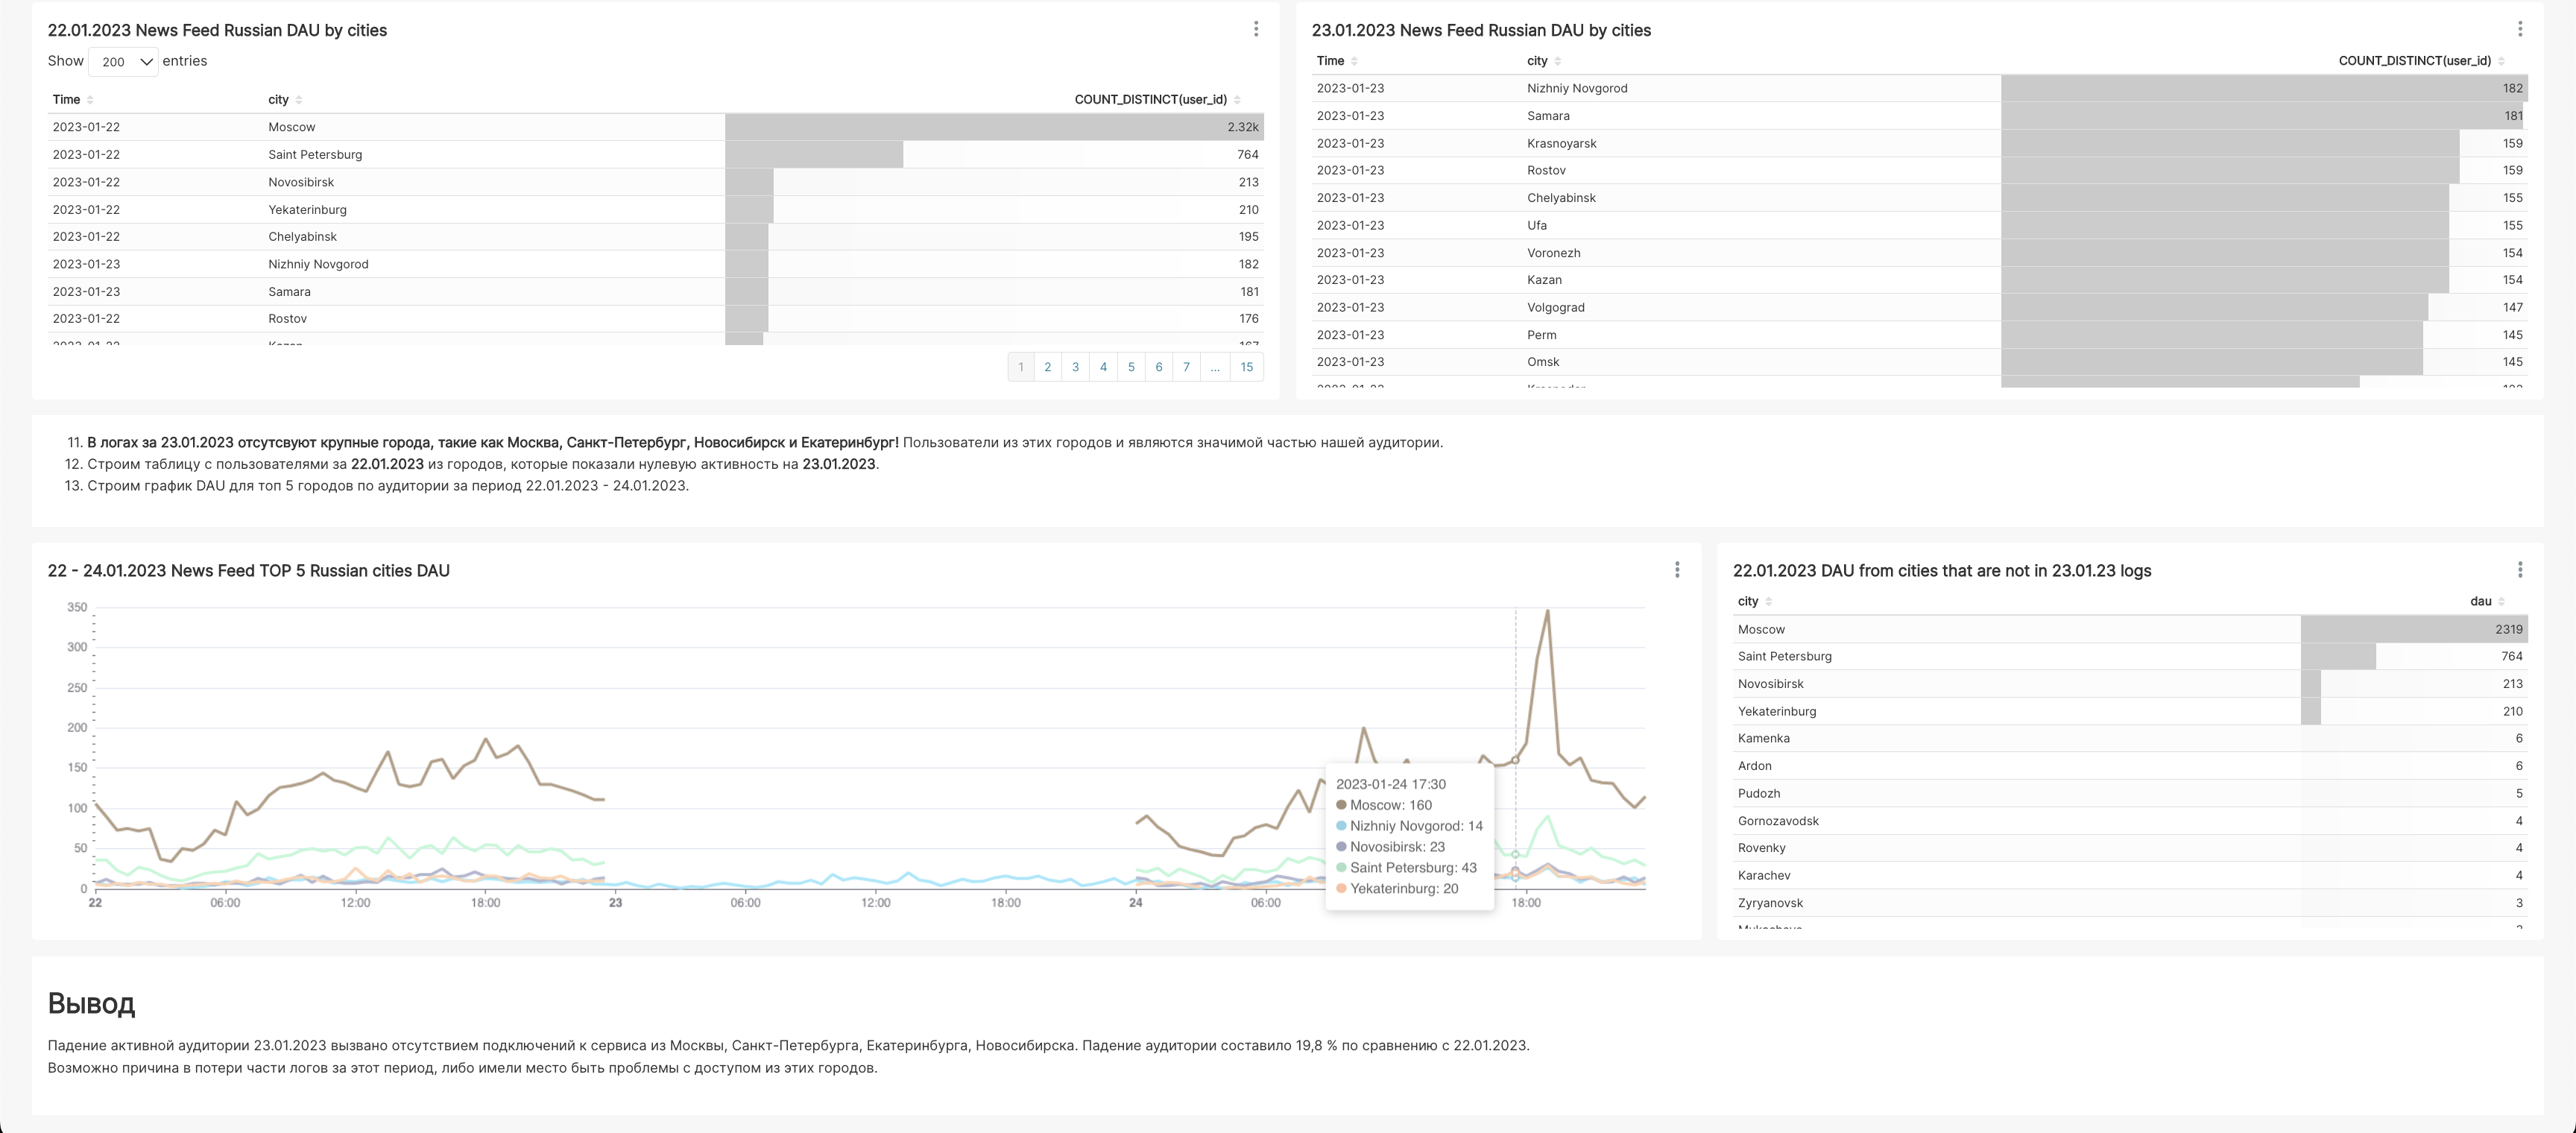 22.01.2023 News Feed Russian DAU by cities
Show 200 entries
Time city COUNT_DISTINCT(user_id)
2023-01-22 Moscow 2.32k
2023-01-22 Saint Petersburg 764
2023-01-22 Novosibirsk 213
2023-01-22 Yekaterinburg 210
2023-01-22 Chelyabinsk 195
2023-01-23 Nizhniy Novgorod 182
2023-01-23 Samara 181
2023-01-22 Rostov 176
1 2 3 4 5 6 7 ... 15
23.01.2023 News Feed Russian DAU by cities
Time city COUNT_DISTINCT(user_id)
2023-01-23 Nizhniy Novgorod 182
2023-01-23 Samara 181
2023-01-23 Krasnoyarsk 159
2023-01-23 Rostov 159
2023-01-23 Chelyabinsk 155
2023-01-23 Ufa 155
2023-01-23 Voronezh 154
2023-01-23 Kazan 154
2023-01-23 Volgograd 147
2023-01-23 Perm 145
2023-01-23 Omsk 145
11. В логах за 23.01.2023 отсутсвуют крупные города, такие как Москва, Санкт-Петербург, Новосибирск и Екатеринбург! Пользователи из этих городов и являются значимой частью нашей аудитории.
12. Строим таблицу с пользователями за 22.01.2023 из городов, которые показали нулевую активность на 23.01.2023.
13. Строим график DAU для топ 5 городов по аудитории за период 22.01.2023 - 24.01.2023.
22 - 24.01.2023 News Feed TOP 5 Russian cities DAU
350
300
250
200
150
100
50
0
22 06:00 12:00 18:00 23 06:00 12:00 18:00 24 06:00 18:00
2023-01-24 17:30
Moscow: 160
Nizhniy Novgorod: 14
Novosibirsk: 23
Saint Petersburg: 43
Yekaterinburg: 20
22.01.2023 DAU from cities that are not in 23.01.23 logs
city dau
Moscow 2319
Saint Petersburg 764
Novosibirsk 213
Yekaterinburg 210
Kamenka 6
Ardon 6
Pudozh 5
Gornozavodsk 4
Rovenky 4
Karachev 4
Zyryanovsk 3
Вывод
Падение активной аудитории 23.01.2023 вызвано отсутствием подключений к сервиса из Москвы, Санкт-Петербурга, Екатеринбурга, Новосибирска. Падение аудитории составило 19,8 % по сравнению с 22.01.2023.
Возможно причина в потери части логов за этот период, либо имели место быть проблемы с доступом из этих городов.